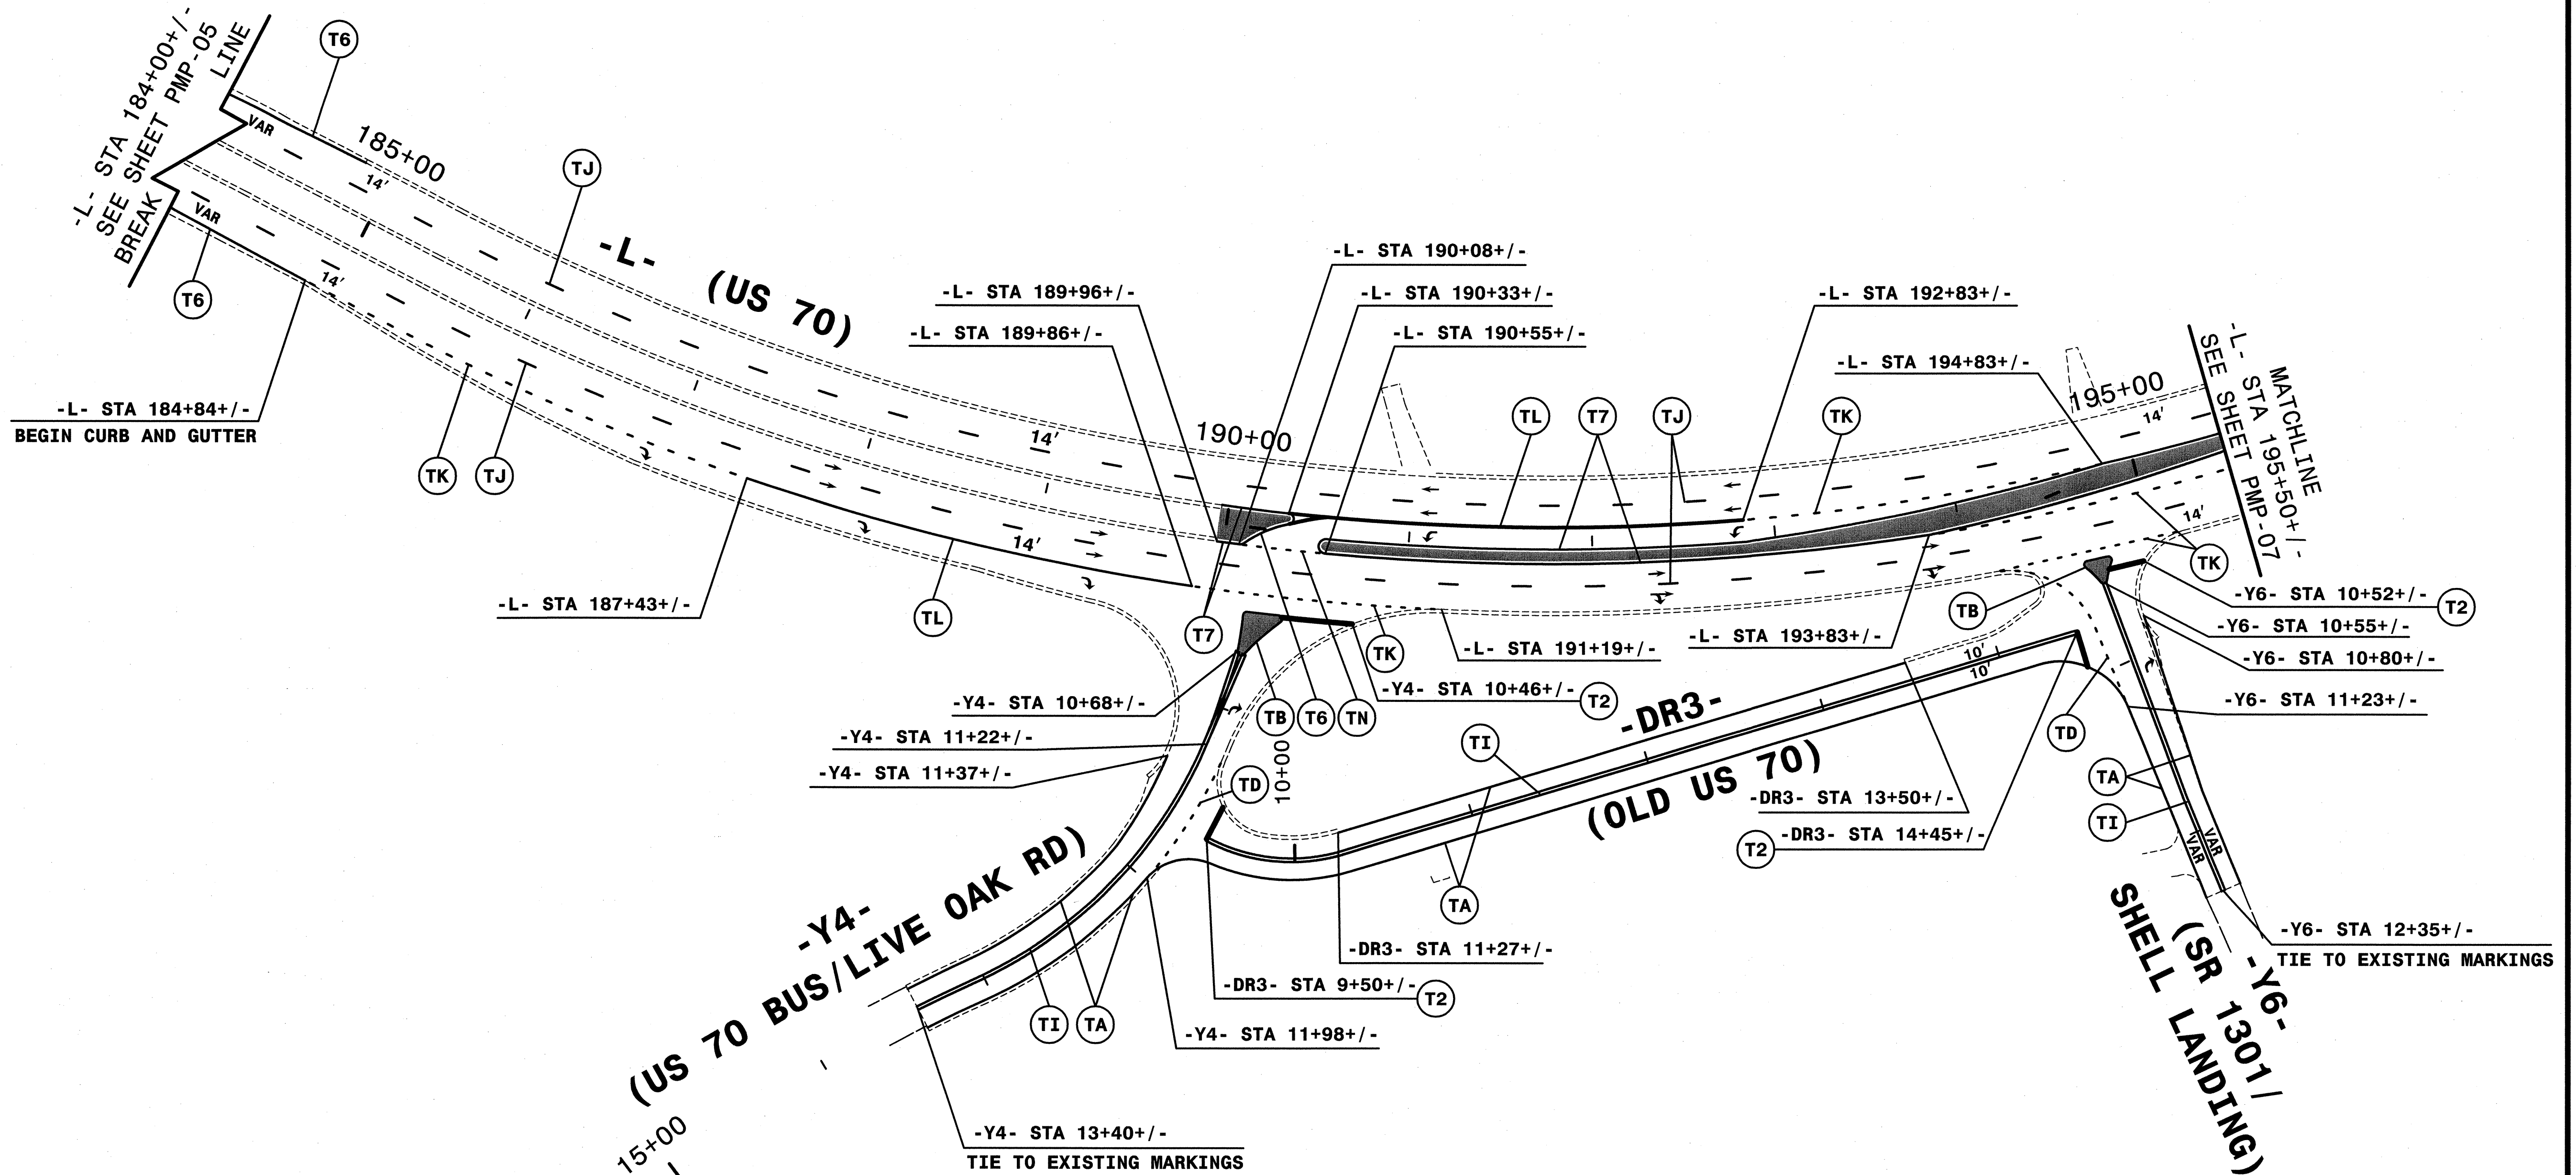 -L- STA 184+00+/-
SEE SHEET PMP-05
BREAK LINE
T6
VAR
185+00
14'
TJ
VAR
T6
14'
-L- (US 70)
-L- STA 184+84+/-
BEGIN CURB AND GUTTER
TK
TJ
-L- STA 187+43+/-
TL
14'
14'
-L- STA 189+96+/-
-L- STA 189+86+/-
190+00
-L- STA 190+08+/-
-L- STA 190+33+/-
-L- STA 190+55+/-
TL
T7
TJ
TK
-L- STA 192+83+/-
-L- STA 194+83+/-
195+00
14'
14'
MATCHLINE
-L- STA 195+50+/-
SEE SHEET PMP-07
TK
T7
TK
-L- STA 191+19+/-
-L- STA 193+83+/-
TB
-Y6- STA 10+52+/-
T2
-Y6- STA 10+55+/-
-Y6- STA 10+80+/-
-Y6- STA 11+23+/-
-Y4- STA 10+68+/-
TB
T6
TN
-Y4- STA 10+46+/-
T2
-Y4- STA 11+22+/-
-Y4- STA 11+37+/-
TD
10+00
TI
-DR3-
(OLD US 70)
10'
10'
TD
-DR3- STA 13+50+/-
T2
-DR3- STA 14+45+/-
TA
TI
VAR
VAR
TA
-DR3- STA 11+27+/-
-DR3- STA 9+50+/-
T2
-Y4- STA 11+98+/-
TI
TA
-Y4-
(US 70 BUS/LIVE OAK RD)
15+00
-Y4- STA 13+40+/-
TIE TO EXISTING MARKINGS
-Y6- STA 12+35+/-
TIE TO EXISTING MARKINGS
-Y6-
(SR 1301/
SHELL LANDING)